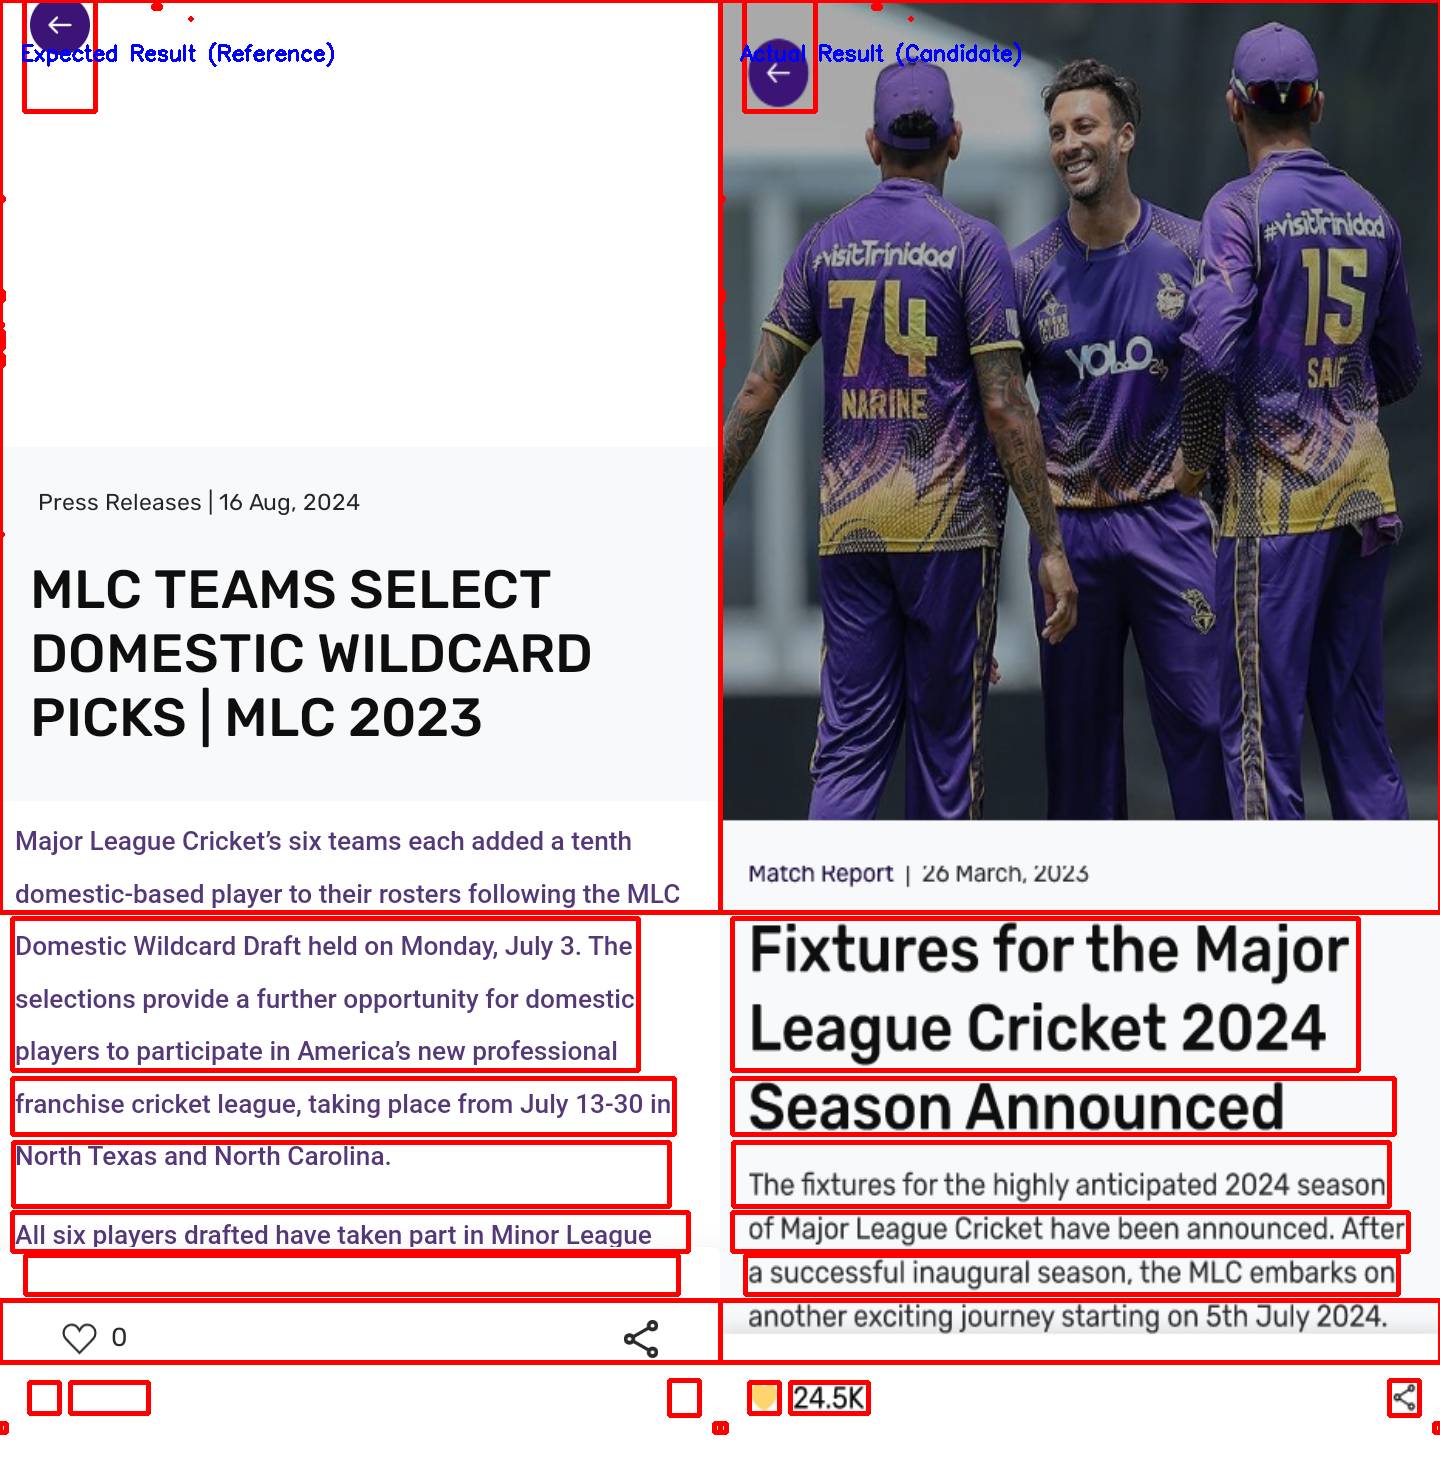 Expected Result (Reference)
Press Releases | 16 Aug, 2024
MLC TEAMS SELECT
DOMESTIC WILDCARD
PICKS | MLC 2023
Major League Cricket’s six teams each added a tenth
domestic-based player to their rosters following the MLC
Domestic Wildcard Draft held on Monday, July 3. The
selections provide a further opportunity for domestic
players to participate in America’s new professional
franchise cricket league, taking place from July 13-30 in
North Texas and North Carolina.
All six players drafted have taken part in Minor League
0
Actual Result (Candidate)
#visitTrinidad
74
NARINE
KNIGHT
CLUB
YOLO
24/7
#visitTrinidad
15
SAIF
Match Report | 26 March, 2023
Fixtures for the Major
League Cricket 2024
Season Announced
The fixtures for the highly anticipated 2024 season
of Major League Cricket have been announced. After
a successful inaugural season, the MLC embarks on
another exciting journey starting on 5th July 2024.
24.5K